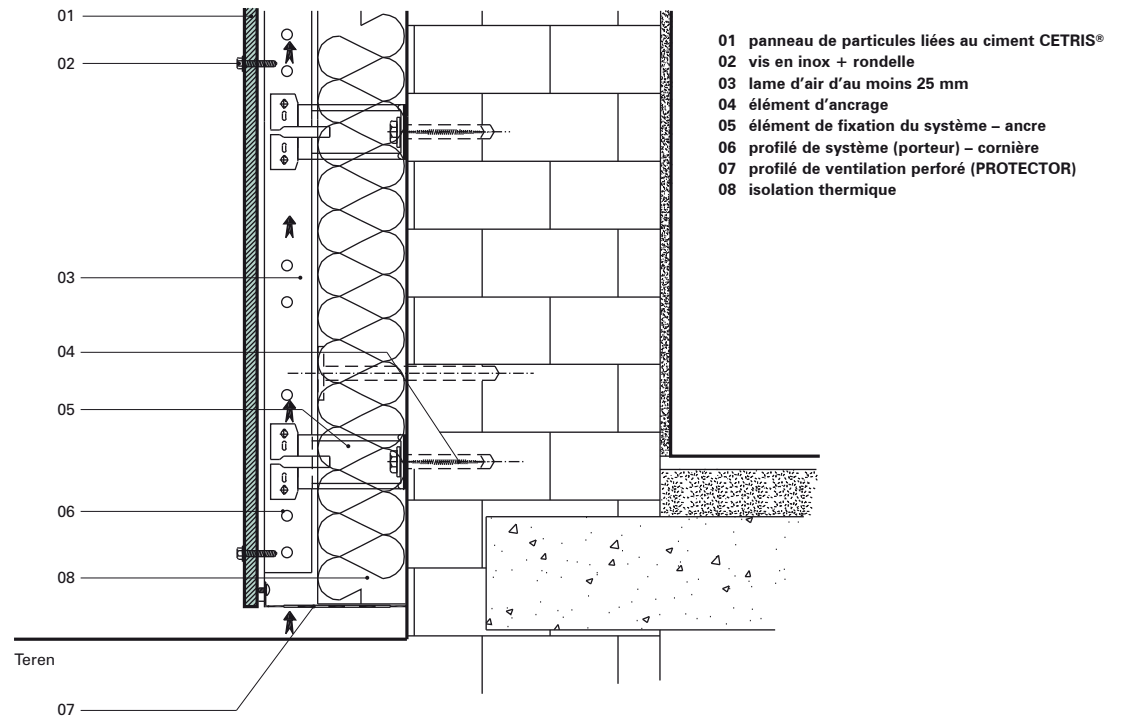 01
02
03
04
05
06
08
Teren
07
01 panneau de particules liées au ciment CETRIS®
02 vis en inox + rondelle
03 lame d'air d'au moins 25 mm
04 élément d'ancrage
05 élément de fixation du système – ancre
06 profilé de système (porteur) – cornière
07 profilé de ventilation perforé (PROTECTOR)
08 isolation thermique